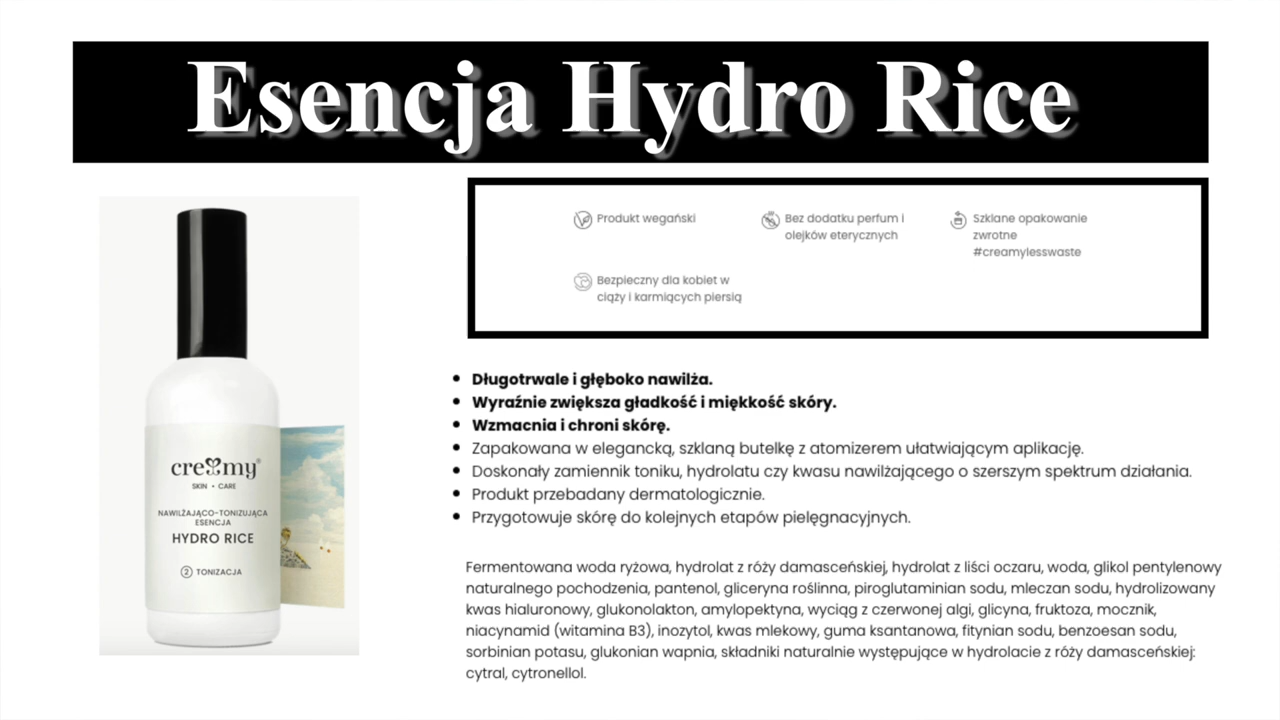 Esencja Hydro Rice
Produkt wegański
Bez dodatku perfum i
olejków eterycznych
Szklane opakowanie
zwrotne
#creamylesswaste
Bezpieczny dla kobiet w
ciąży i karmiących piersią
creamy®
SKIN • CARE
NAWILŻAJĄCO-TONIZUJĄCA
ESENCJA
HYDRO RICE
2 TONIZACJA
• Długotrwale i głęboko nawilża.
• Wyraźnie zwiększa gładkość i miękkość skóry.
• Wzmacnia i chroni skórę.
• Zapakowana w elegancką, szklaną butelkę z atomizerem ułatwiającym aplikację.
• Doskonały zamiennik toniku, hydrolatu czy kwasu nawilżającego o szerszym spektrum działania.
• Produkt przebadany dermatologicznie.
• Przygotowuje skórę do kolejnych etapów pielęgnacyjnych.
Fermentowana woda ryżowa, hydrolat z róży damasceńskiej, hydrolat z liści oczaru, woda, glikol pentylenowy
naturalnego pochodzenia, pantenol, gliceryna roślinna, piroglutaminian sodu, mleczan sodu, hydrolizowany
kwas hialuronowy, glukonolakton, amylopektyna, wyciąg z czerwonej algi, glicyna, fruktoza, mocznik,
niacynamid (witamina B3), inozytol, kwas mlekowy, guma ksantanowa, fitynian sodu, benzoesan sodu,
sorbinian potasu, glukonian wapnia, składniki naturalnie występujące w hydrolacie z róży damasceńskiej:
cytral, cytronellol.